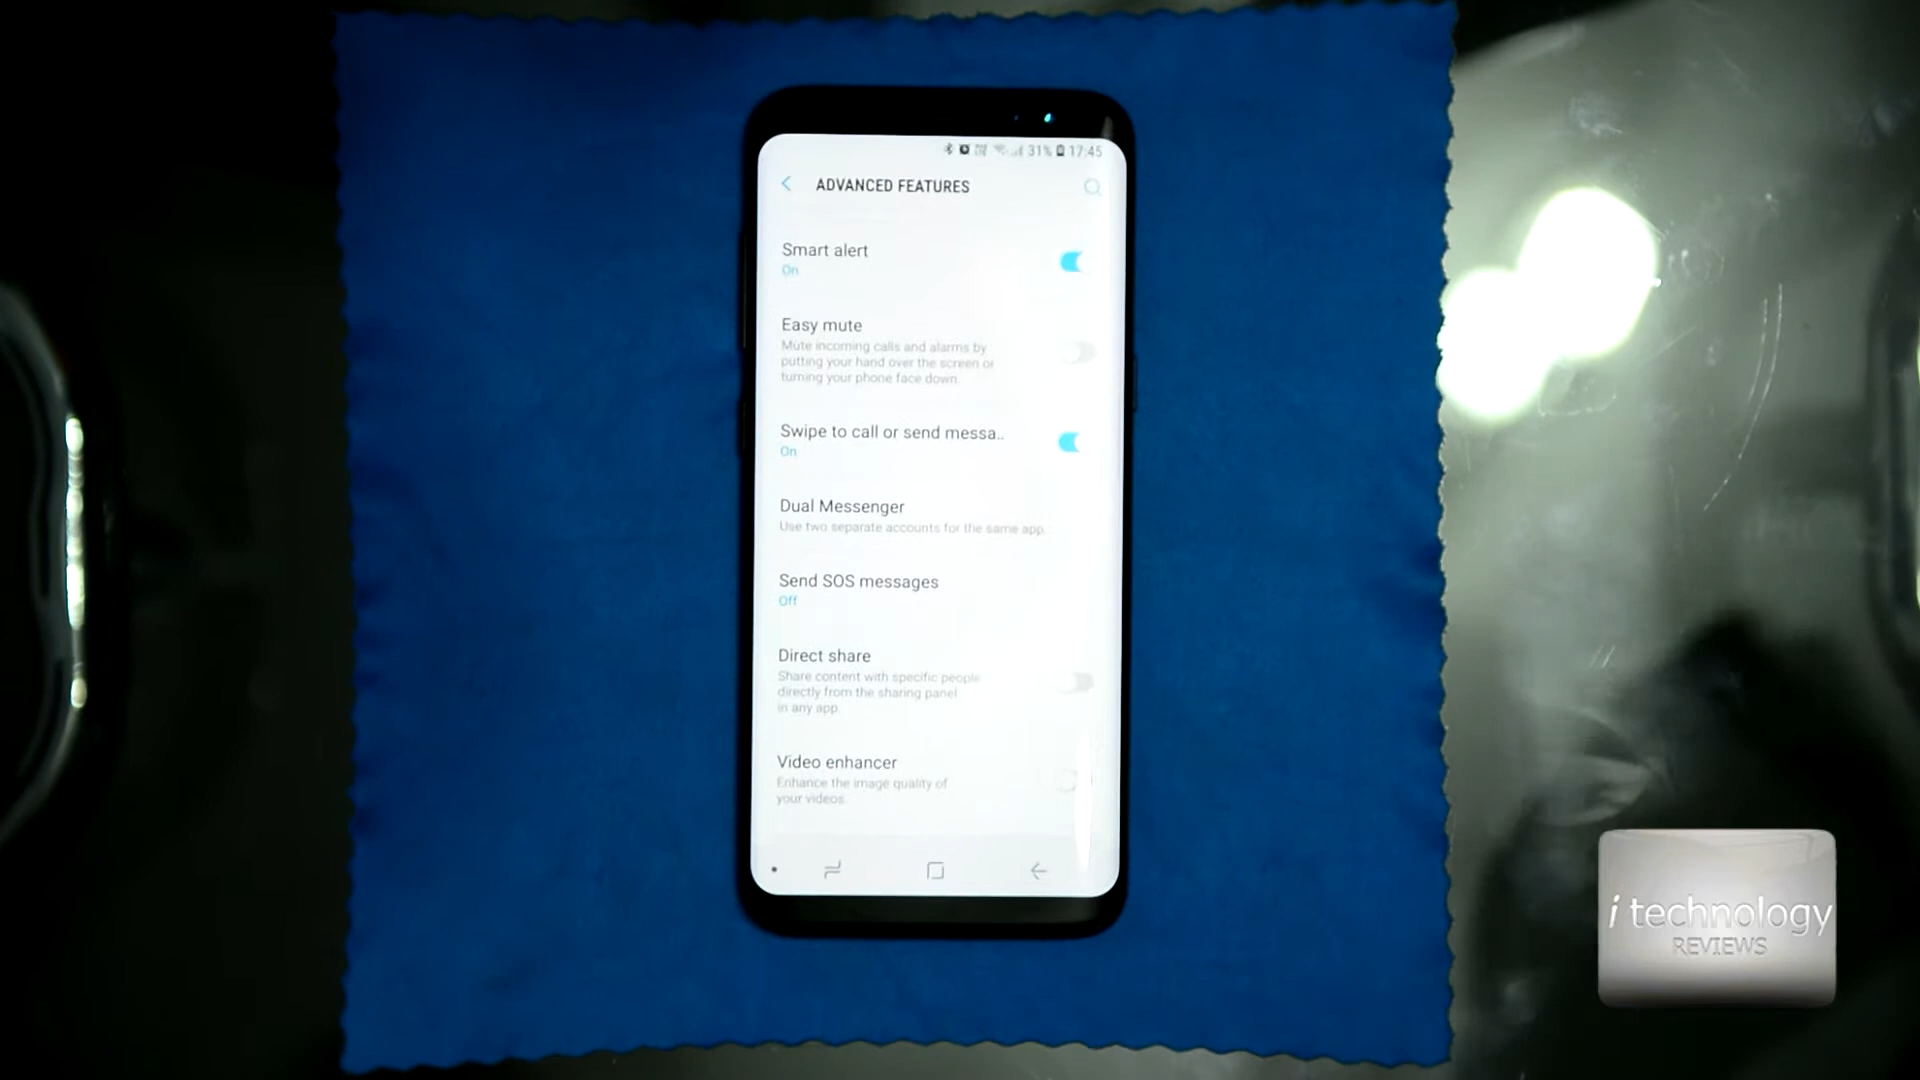 31% 17:45
ADVANCED FEATURES
Smart alert
On
Easy mute
Mute incoming calls and alarms by
putting your hand over the screen or
turning your phone face down.
Swipe to call or send messa..
On
Dual Messenger
Use two separate accounts for the same app.
Send SOS messages
Off
Direct share
Share content with specific people
directly from the sharing panel
in any app.
Video enhancer
Enhance the image quality of
your videos.
i technology
REVIEWS